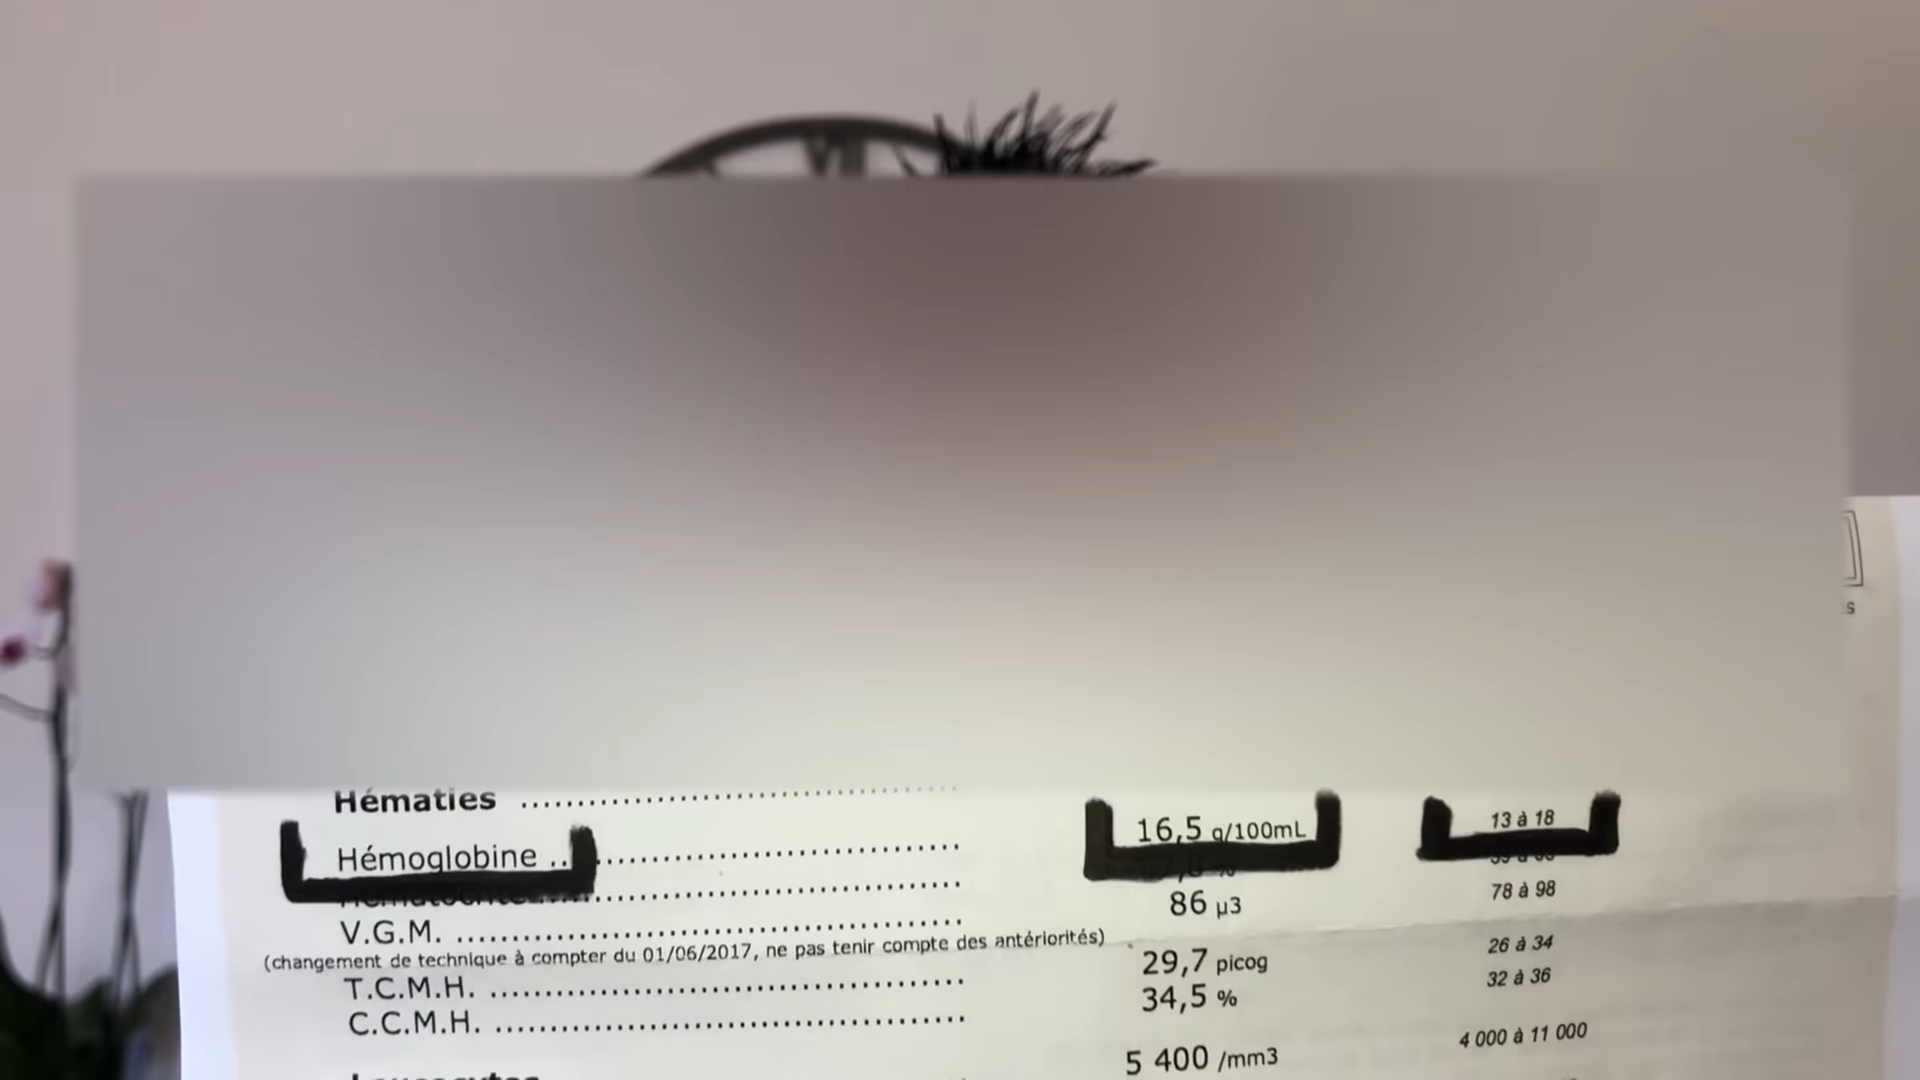 VII
s
Hématies ........................................
Hémoglobine .. ................................ 16,5 g/100mL 13 à 18
Hématocrite ................................ %
V.G.M. ............................................. 86 µ3 78 à 98
(changement de technique à compter du 01/06/2017, ne pas tenir compte des antériorités)
T.C.M.H. .......................................... 29,7 picog 26 à 34
C.C.M.H. .......................................... 34,5 % 32 à 36
5 400 /mm3 4 000 à 11 000